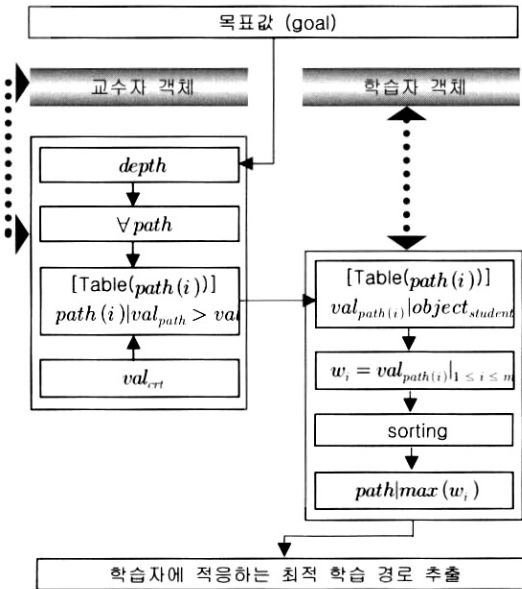 목표값 (goal)
교수자 객체
학습자 객체
depth
∀ path
[Table(path(i))]
path(i)|val_path > val
val_crt
[Table(path(i))]
val_path(i)|object_student
w_i = val_path(i)|_1 ≤ i ≤ m
sorting
path|max(w_i)
학습자에 적응하는 최적 학습 경로 추출